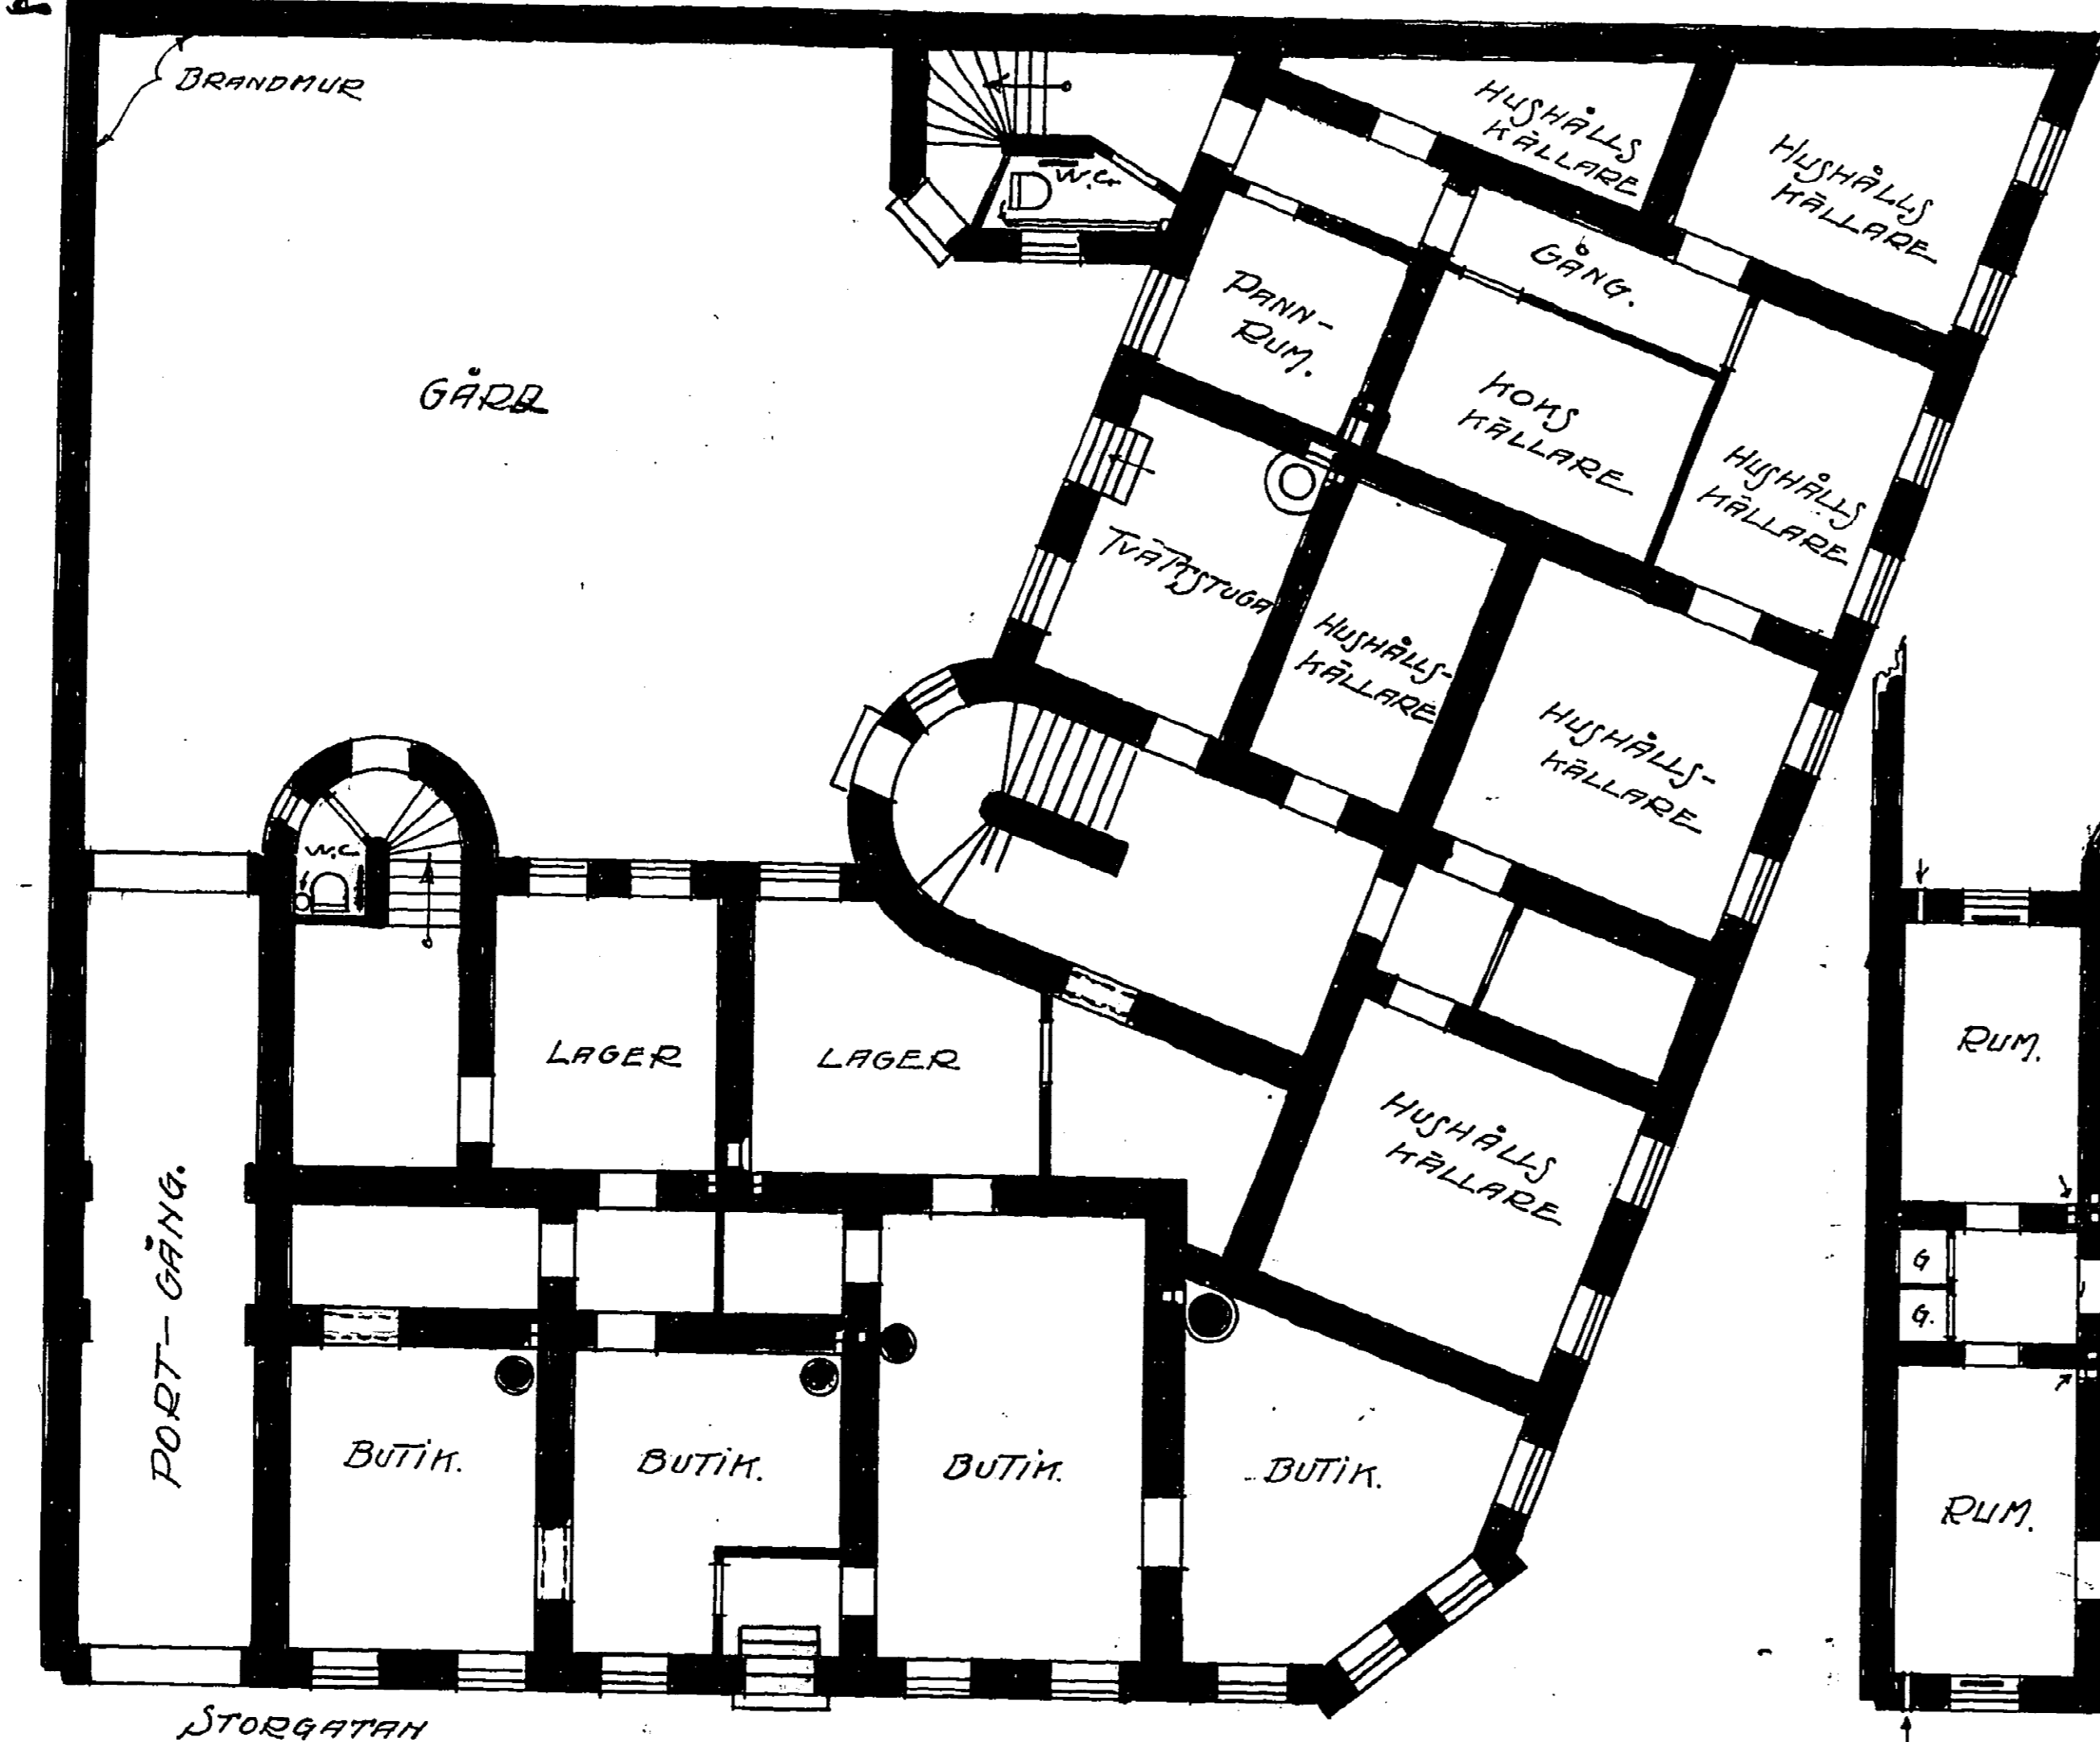 BRANDMUR
W.C.
HUSHÅLLS
KÄLLARE
HUSHÅLLS
KÄLLARE
GÅNG.
PANN-
RUM.
GÅRD
KOKS
KÄLLARE
HUSHÅLLS
KÄLLARE
TVÄTTSTUGA
HUSHÅLLS-
KÄLLARE
HUSHÅLLS-
KÄLLARE
W.C.
LAGER
LAGER
RUM.
HUSHÅLLS
KÄLLARE
PORT-GÅNG.
G
G.
BUTIK.
BUTIK.
BUTIK.
BUTIK.
RUM.
STORGATAN